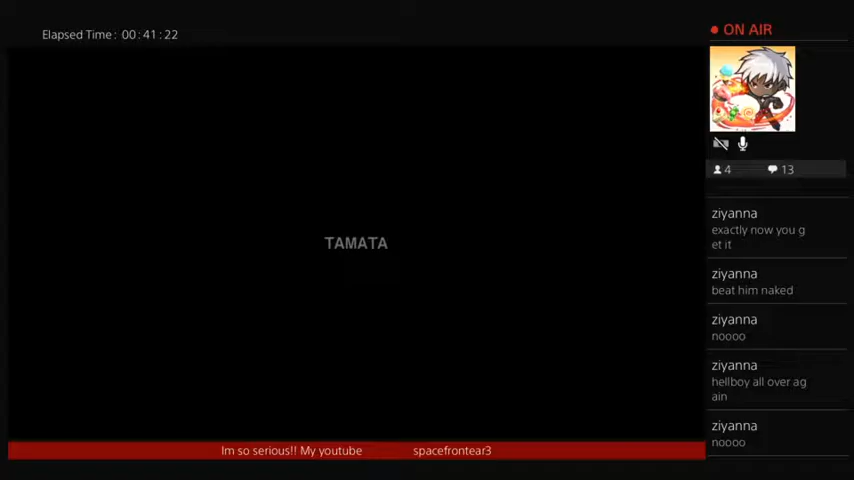 Elapsed Time: 00:41:22
ON AIR
4 13
ziyanna
exactly now you g
et it
ziyanna
beat him naked
ziyanna
noooo
ziyanna
hellboy all over ag
ain
ziyanna
noooo
TAMATA
Im so serious!! My youtube spacefrontear3